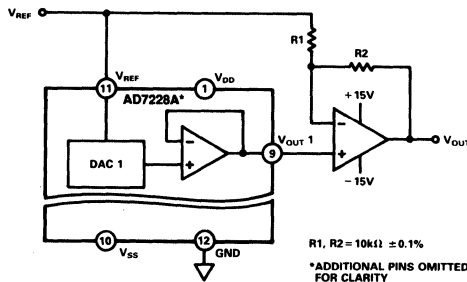 VREF
R1
R2
VREF
VDD
11
AD7228A*
1
+15V
VOUT 1
9
VOUT
DAC 1
-15V
10
12
GND
VSS
R1, R2 = 10kΩ ±0.1%
*ADDITIONAL PINS OMITTED
FOR CLARITY